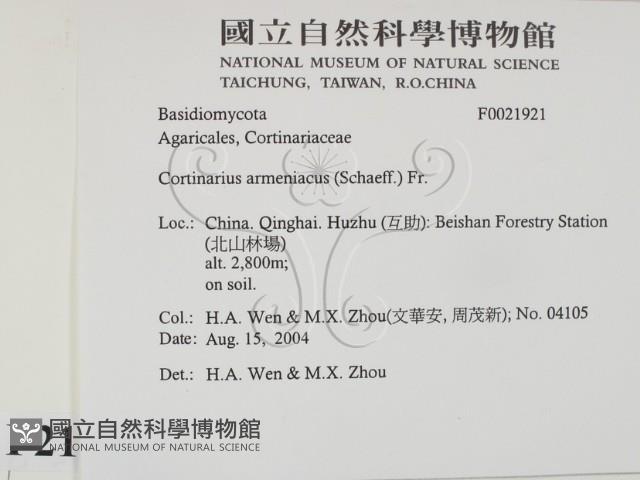 國立自然科學博物館
NATIONAL MUSEUM OF NATURAL SCIENCE
TAICHUNG, TAIWAN, R.O.CHINA
Basidiomycota F0021921
Agaricales, Cortinariaceae
Cortinarius armeniacus (Schaeff.) Fr.
Loc.: China. Qinghai. Huzhu (互助): Beishan Forestry Station
(北山林場)
alt. 2,800m;
on soil.
Col.: H.A. Wen & M.X. Zhou(文華安, 周茂新); No. 04105
Date: Aug. 15, 2004
Det.: H.A. Wen & M.X. Zhou
國立自然科學博物館
NATIONAL MUSEUM OF NATURAL SCIENCE